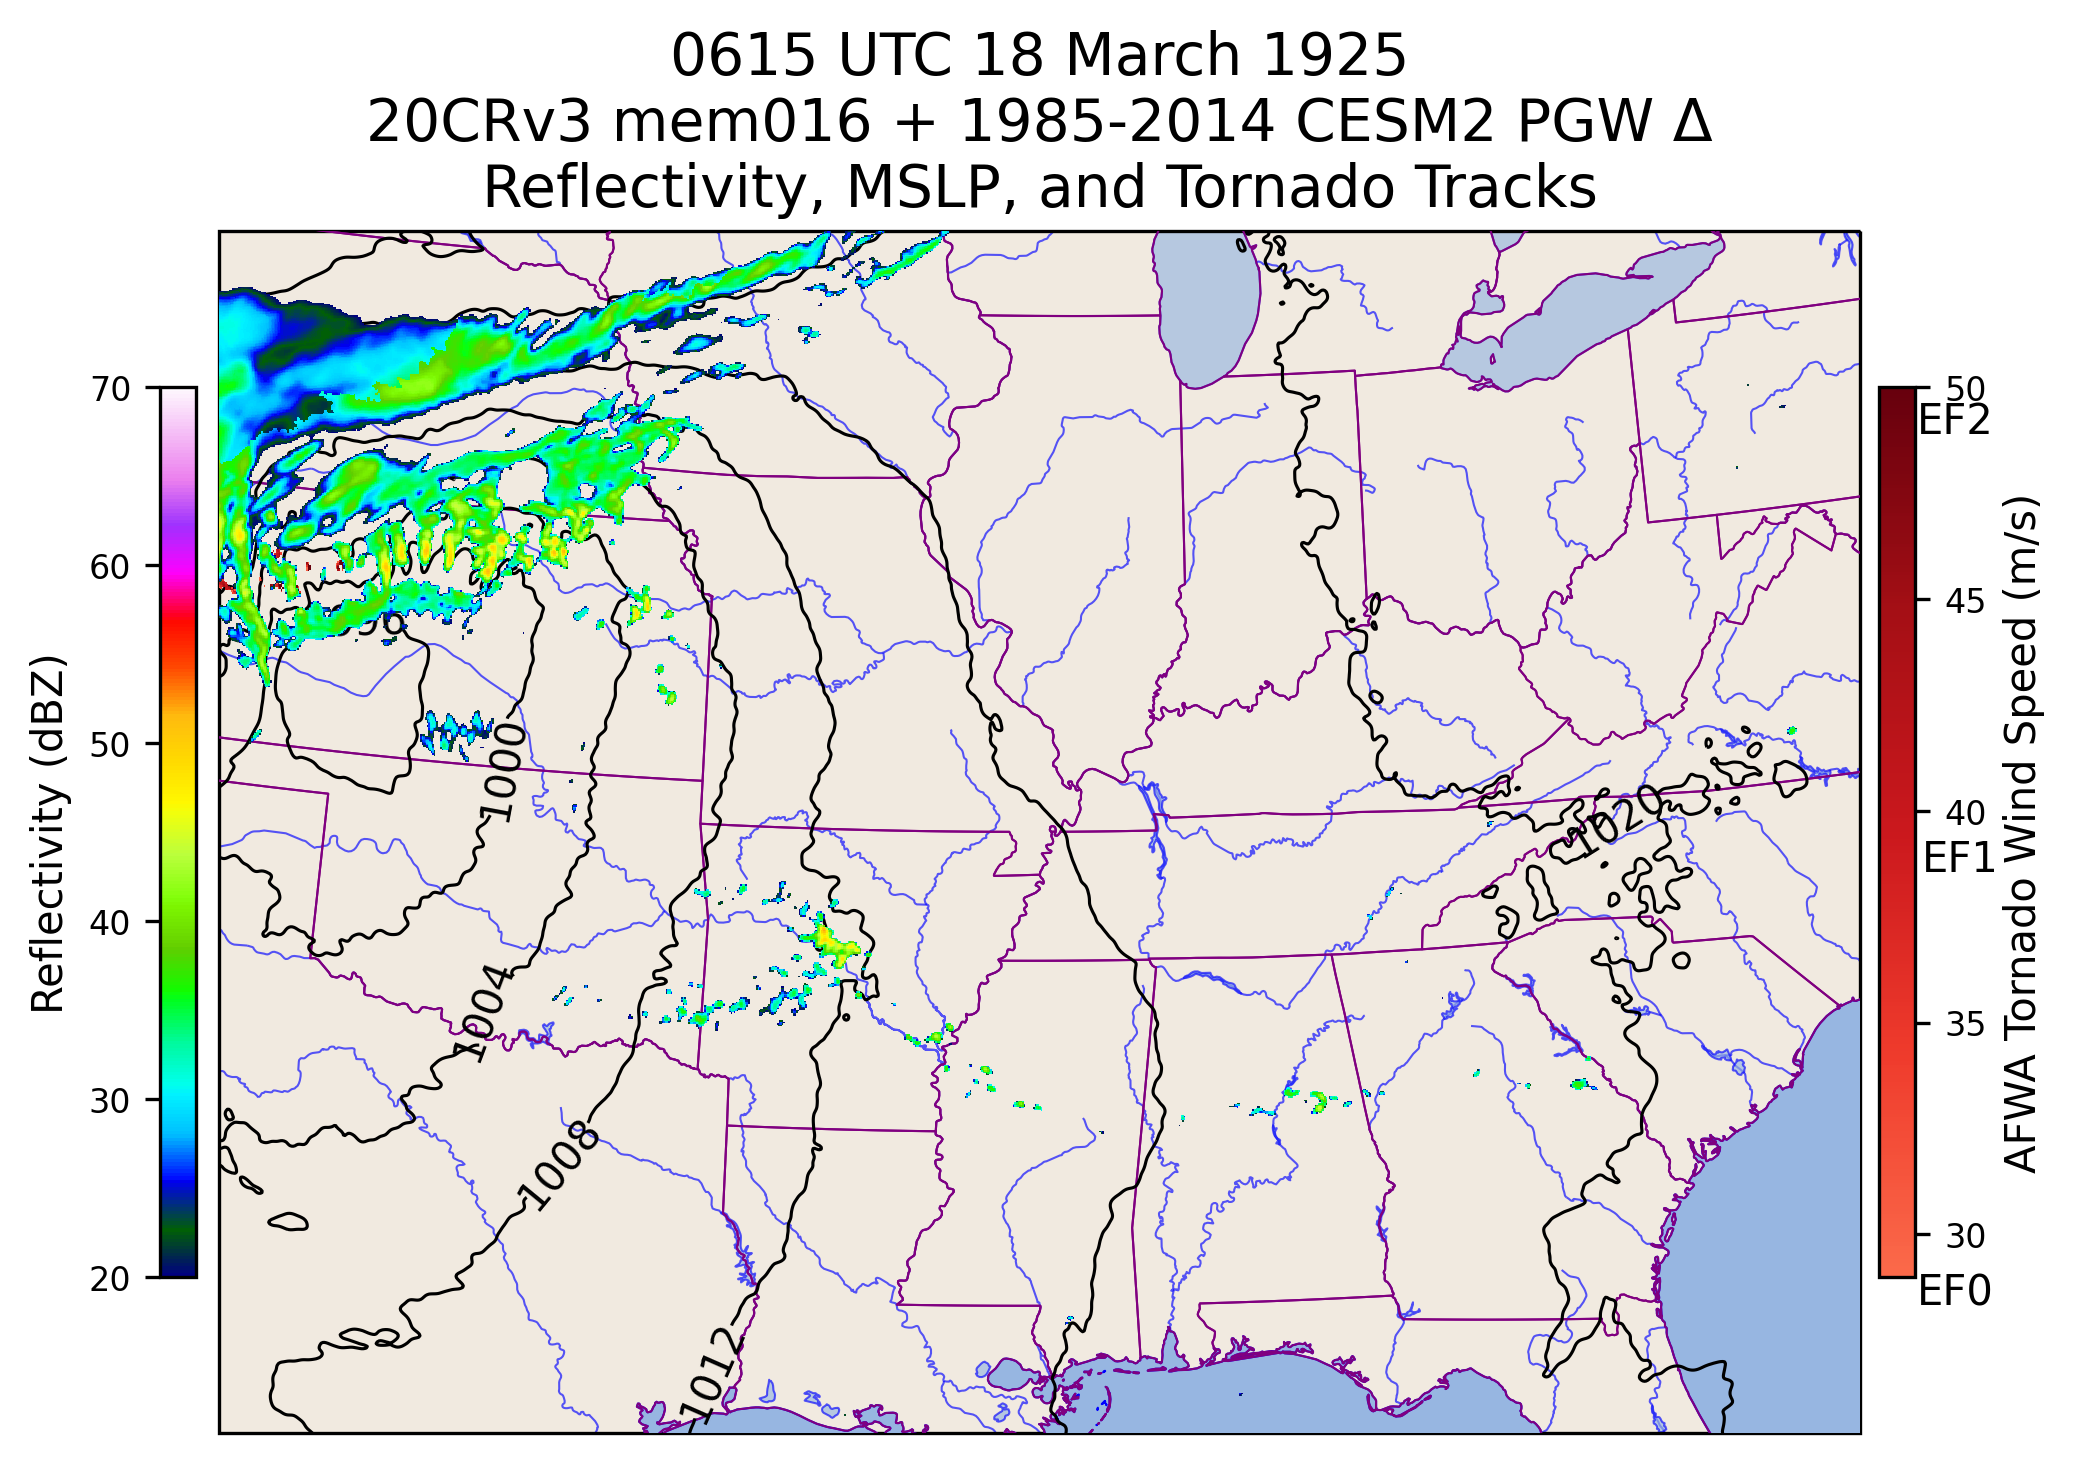 0615 UTC 18 March 1925
20CRv3 mem016 + 1985-2014 CESM2 PGW Δ
Reflectivity, MSLP, and Tornado Tracks
Reflectivity (dBZ)
70
60
50
40
30
20
1000
1004
1008
1012
1020
50
EF2
45
40
EF1
35
30
EF0
AFWA Tornado Wind Speed (m/s)